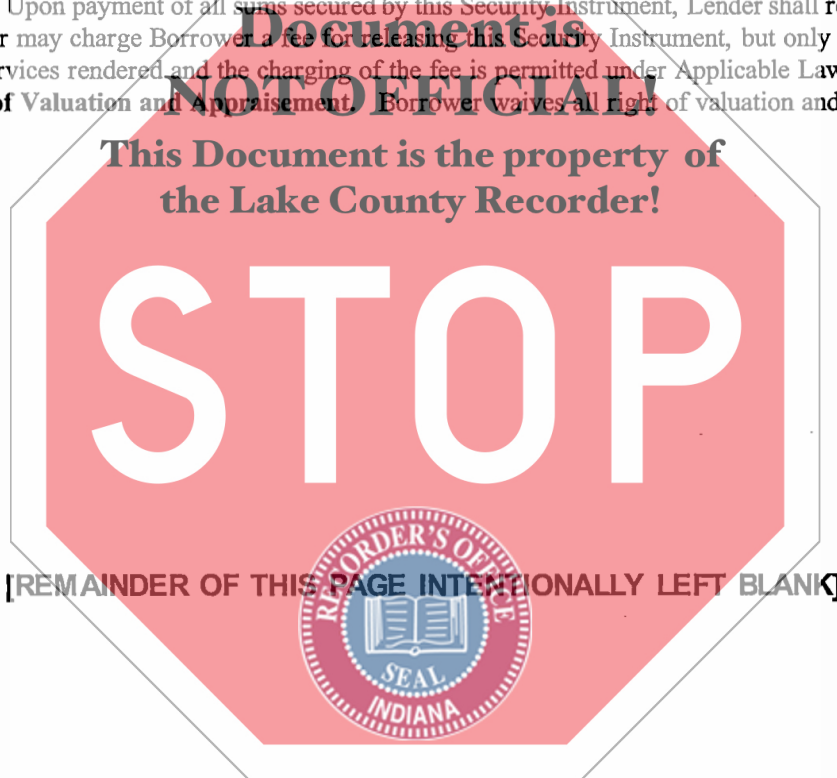 Upon payment of all sums secured by this Security Instrument, Lender shall
may charge Borrower a fee for releasing this Security Instrument, but only
rendered and the charging of the fee is permitted under Applicable
of Valuation and Appraisement. Borrower waives all right of valuation and
Document is
NOT OFFICIAL!
This Document is the property of
the Lake County Recorder!
STOP
[REMAINDER OF THIS PAGE INTENTIONALLY LEFT BLANK]
RECORDER'S OFFICE
SEAL
INDIANA